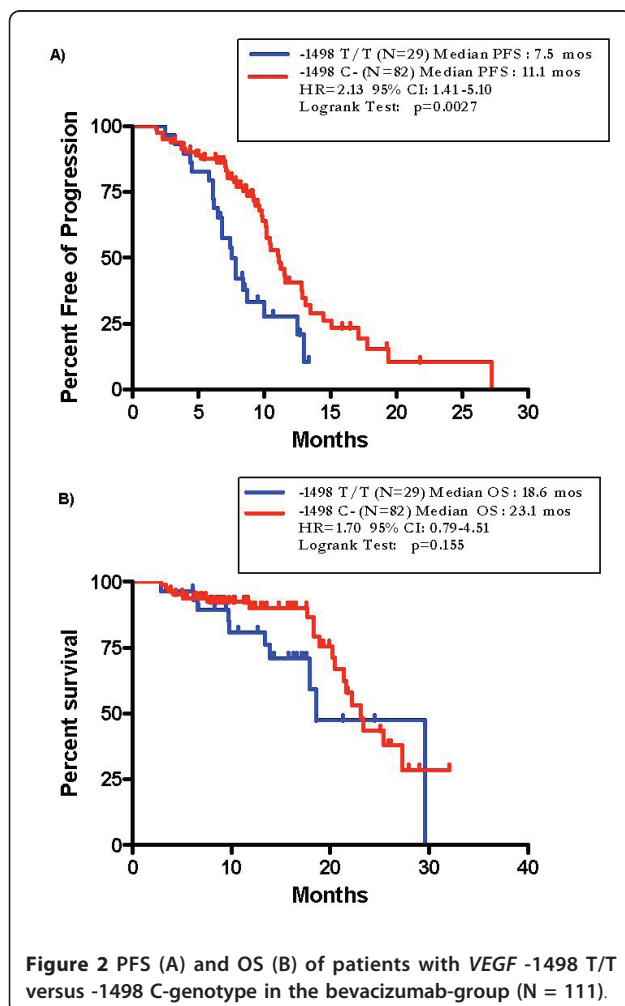 A)
-1498 T/T (N=29) Median PFS : 7.5 mos
-1498 C- (N=82) Median PFS : 11.1 mos
HR=2.13 95% CI: 1.41-5.10
Logrank Test: p=0.0027
Percent Free of Progression
100
75
50
25
0
0 5 10 15 20 25 30
Months
B)
-1498 T/T (N=29) Median OS : 18.6 mos
-1498 C- (N=82) Median OS : 23.1 mos
HR=1.70 95% CI: 0.79-4.51
Logrank Test: p=0.155
Percent survival
100
75
50
25
0
0 10 20 30 40
Months
Figure 2 PFS (A) and OS (B) of patients with VEGF -1498 T/T
versus -1498 C-genotype in the bevacizumab-group (N = 111).